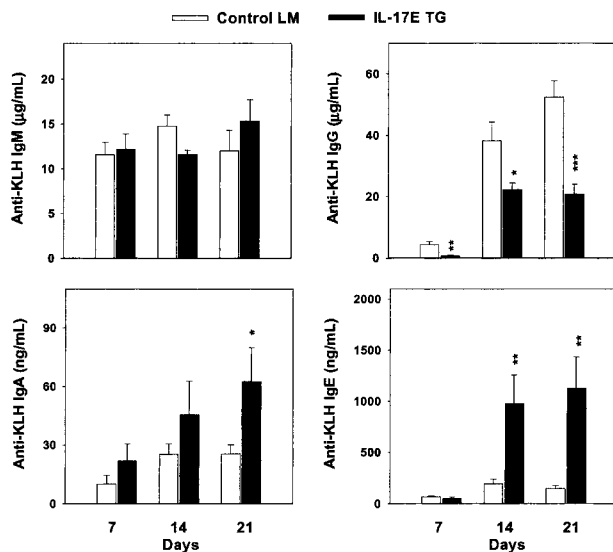 Control LM
IL-17E TG
Anti-KLH IgM (µg/mL)
20
15
10
5
0
Anti-KLH IgG (µg/mL)
60
40
20
0
*
**
***
Anti-KLH IgA (ng/mL)
90
60
30
0
*
7 14 21
Days
Anti-KLH IgE (ng/mL)
2000
1500
1000
500
0
**
**
7 14 21
Days